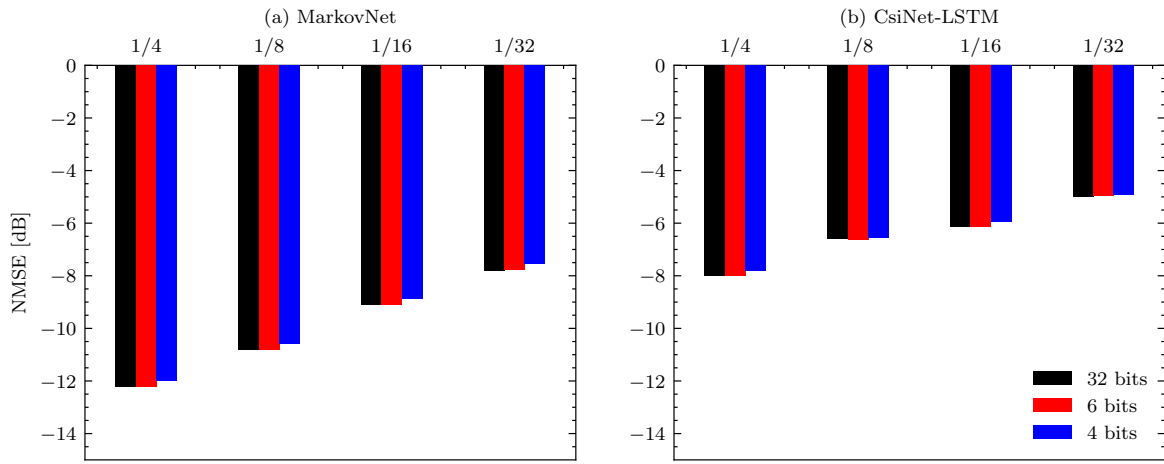 (a) MarkovNet
1/4 1/8 1/16 1/32
0
−2
−4
−6
−8
−10
−12
−14
NMSE [dB]
(b) CsiNet-LSTM
1/4 1/8 1/16 1/32
0
−2
−4
−6
−8
−10
−12
−14
32 bits
6 bits
4 bits